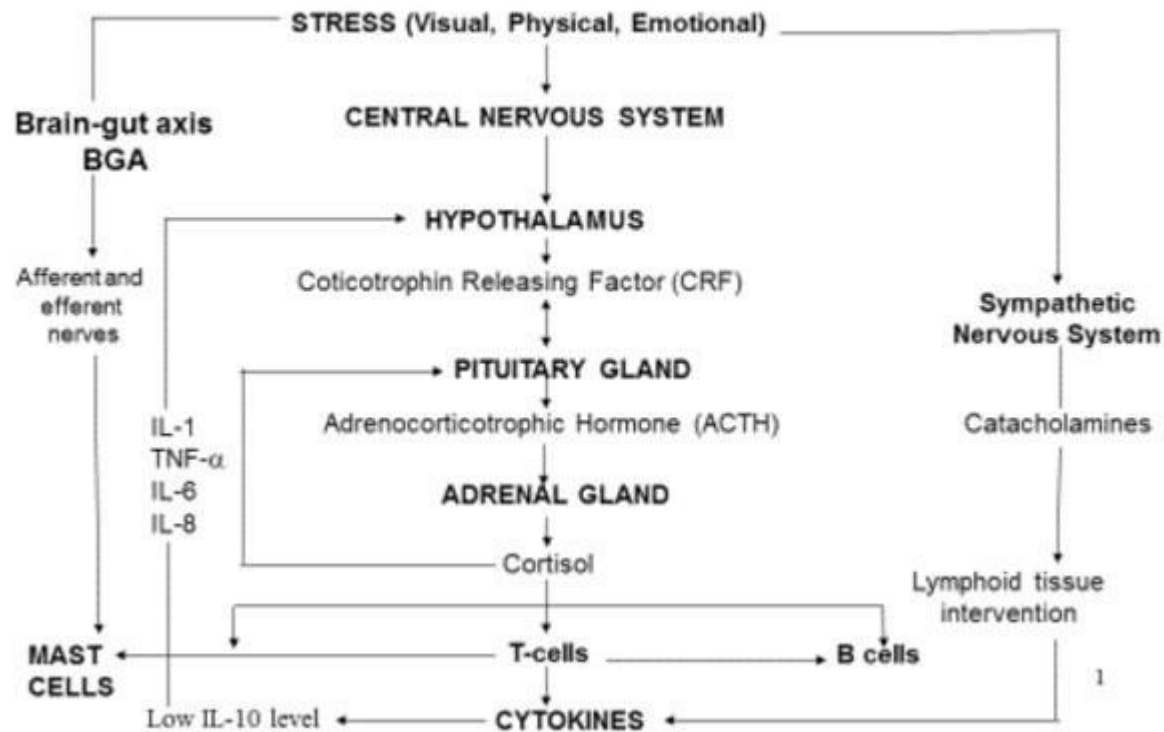 STRESS (Visual, Physical, Emotional)
Brain-gut axis
BGA
CENTRAL NERVOUS SYSTEM
HYPOTHALAMUS
Afferent and
efferent
nerves
Coticotrophin Releasing Factor (CRF)
Sympathetic
Nervous System
PITUITARY GLAND
IL-1
TNF-α
IL-6
IL-8
Adrenocorticotrophic Hormone (ACTH)
Catacholamines
ADRENAL GLAND
Cortisol
Lymphoid tissue
intervention
MAST
CELLS
T-cells
B cells
1
Low IL-10 level
CYTOKINES